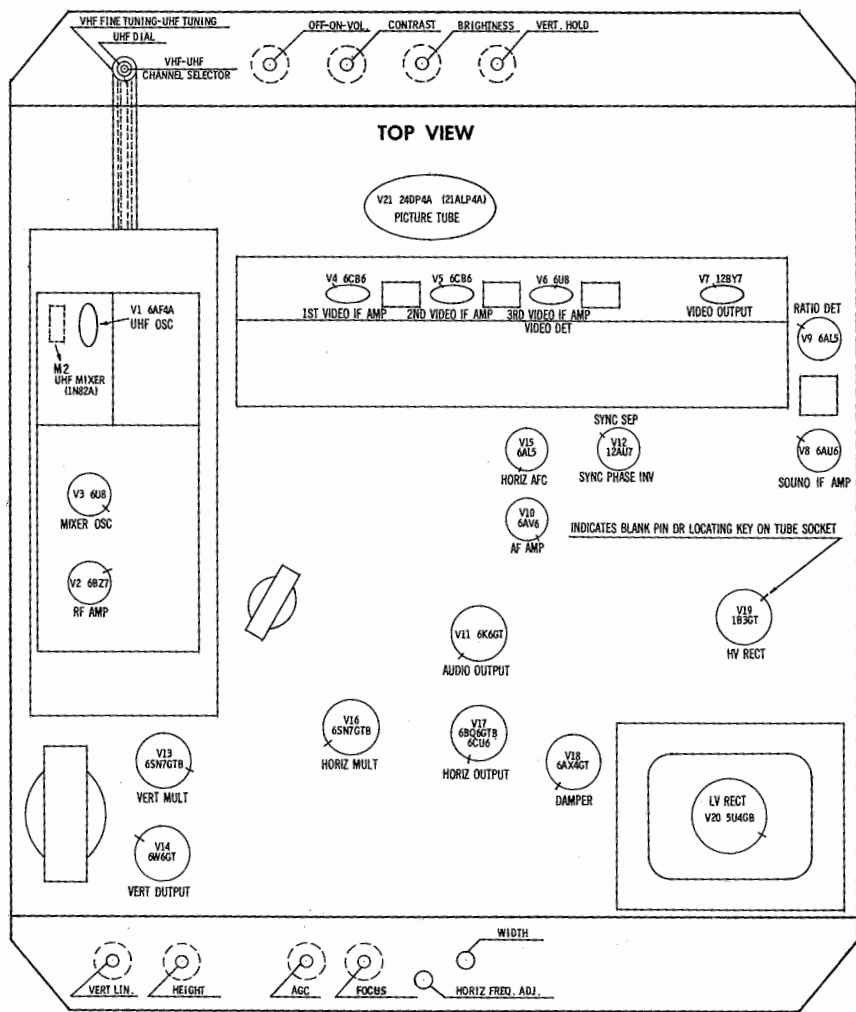 VHF FINE TUNING-UHF TUNING
UHF DIAL
VHF-UHF
CHANNEL SELECTOR
OFF-ON-VOL.
CONTRAST
BRIGHTNESS
VERT. HOLD
TOP VIEW
V21 24DP4A (21ALP4A)
PICTURE TUBE
V4 6CB6
1ST VIDEO IF AMP
V5 6CB6
2ND VIDEO IF AMP
V6 6U8
3RD VIDEO IF AMP
VIDEO DET
V7 12BY7
VIDEO OUTPUT
RATIO DET
V9 6AL5
V1 6AF4A
UHF OSC
M2
UHF MIXER
(1N82A)
V15
6AL5
HORIZ AFC
SYNC SEP
V12
12AU7
SYNC PHASE INV
V8 6AU6
SOUND IF AMP
V3 6U8
MIXER OSC
V10
6AV6
AF AMP
INDICATES BLANK PIN DR LOCATING KEY ON TUBE SOCKET
V2 6BZ7
RF AMP
V19
1B3GT
HV RECT
V11 6K6GT
AUDIO OUTPUT
V16
6SN7GTB
HORIZ MULT
V17
6BQ6GTB
6CU6
HORIZ OUTPUT
V13
6SN7GTB
VERT MULT
V18
6AX4GT
DAMPER
LV RECT
V20 5U4GB
V14
6W6GT
VERT DUTPUT
WIDTH
VERT LIN.
HEIGHT
AGC
FOCUS
HORIZ FREQ. ADJ.